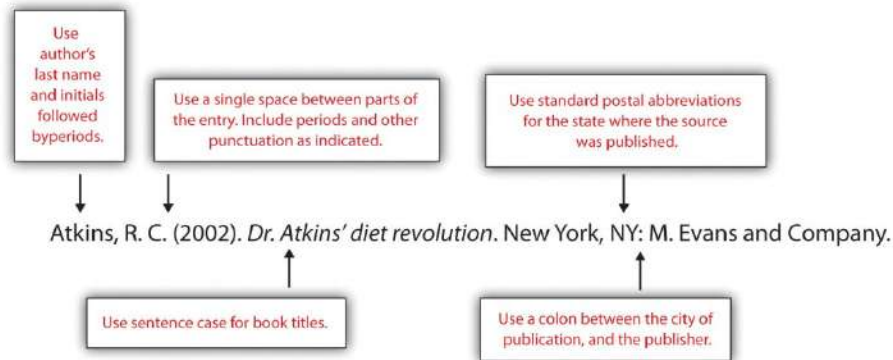 Use
author's
last name
and initials
followed
byperiods.
Use a single space between parts of
the entry. Include periods and other
punctuation as indicated.
Use standard postal abbreviations
for the state where the source
was published.
Atkins, R. C. (2002). Dr. Atkins' diet revolution. New York, NY: M. Evans and Company.
Use sentence case for book titles.
Use a colon between the city of
publication, and the publisher.